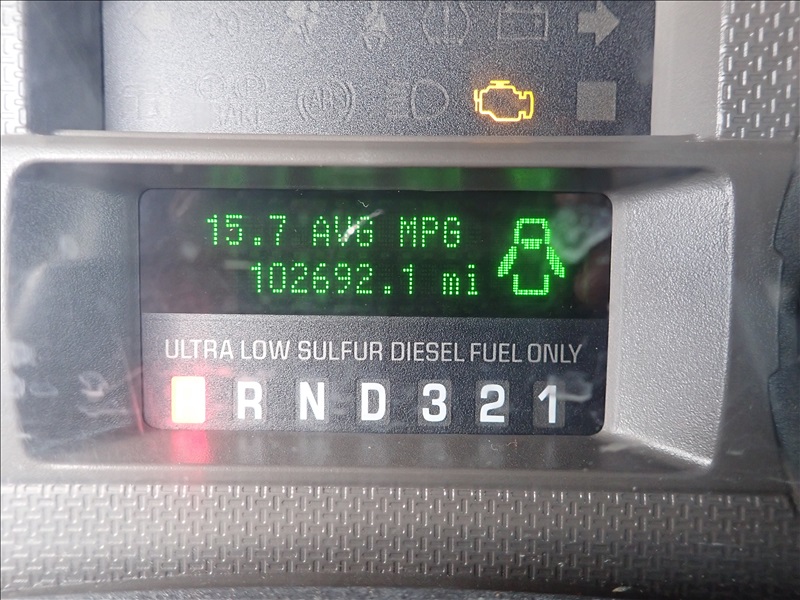 15.7 AVG MPG
102692.1 mi
ULTRA LOW SULFUR DIESEL FUEL ONLY
R N D 3 2 1